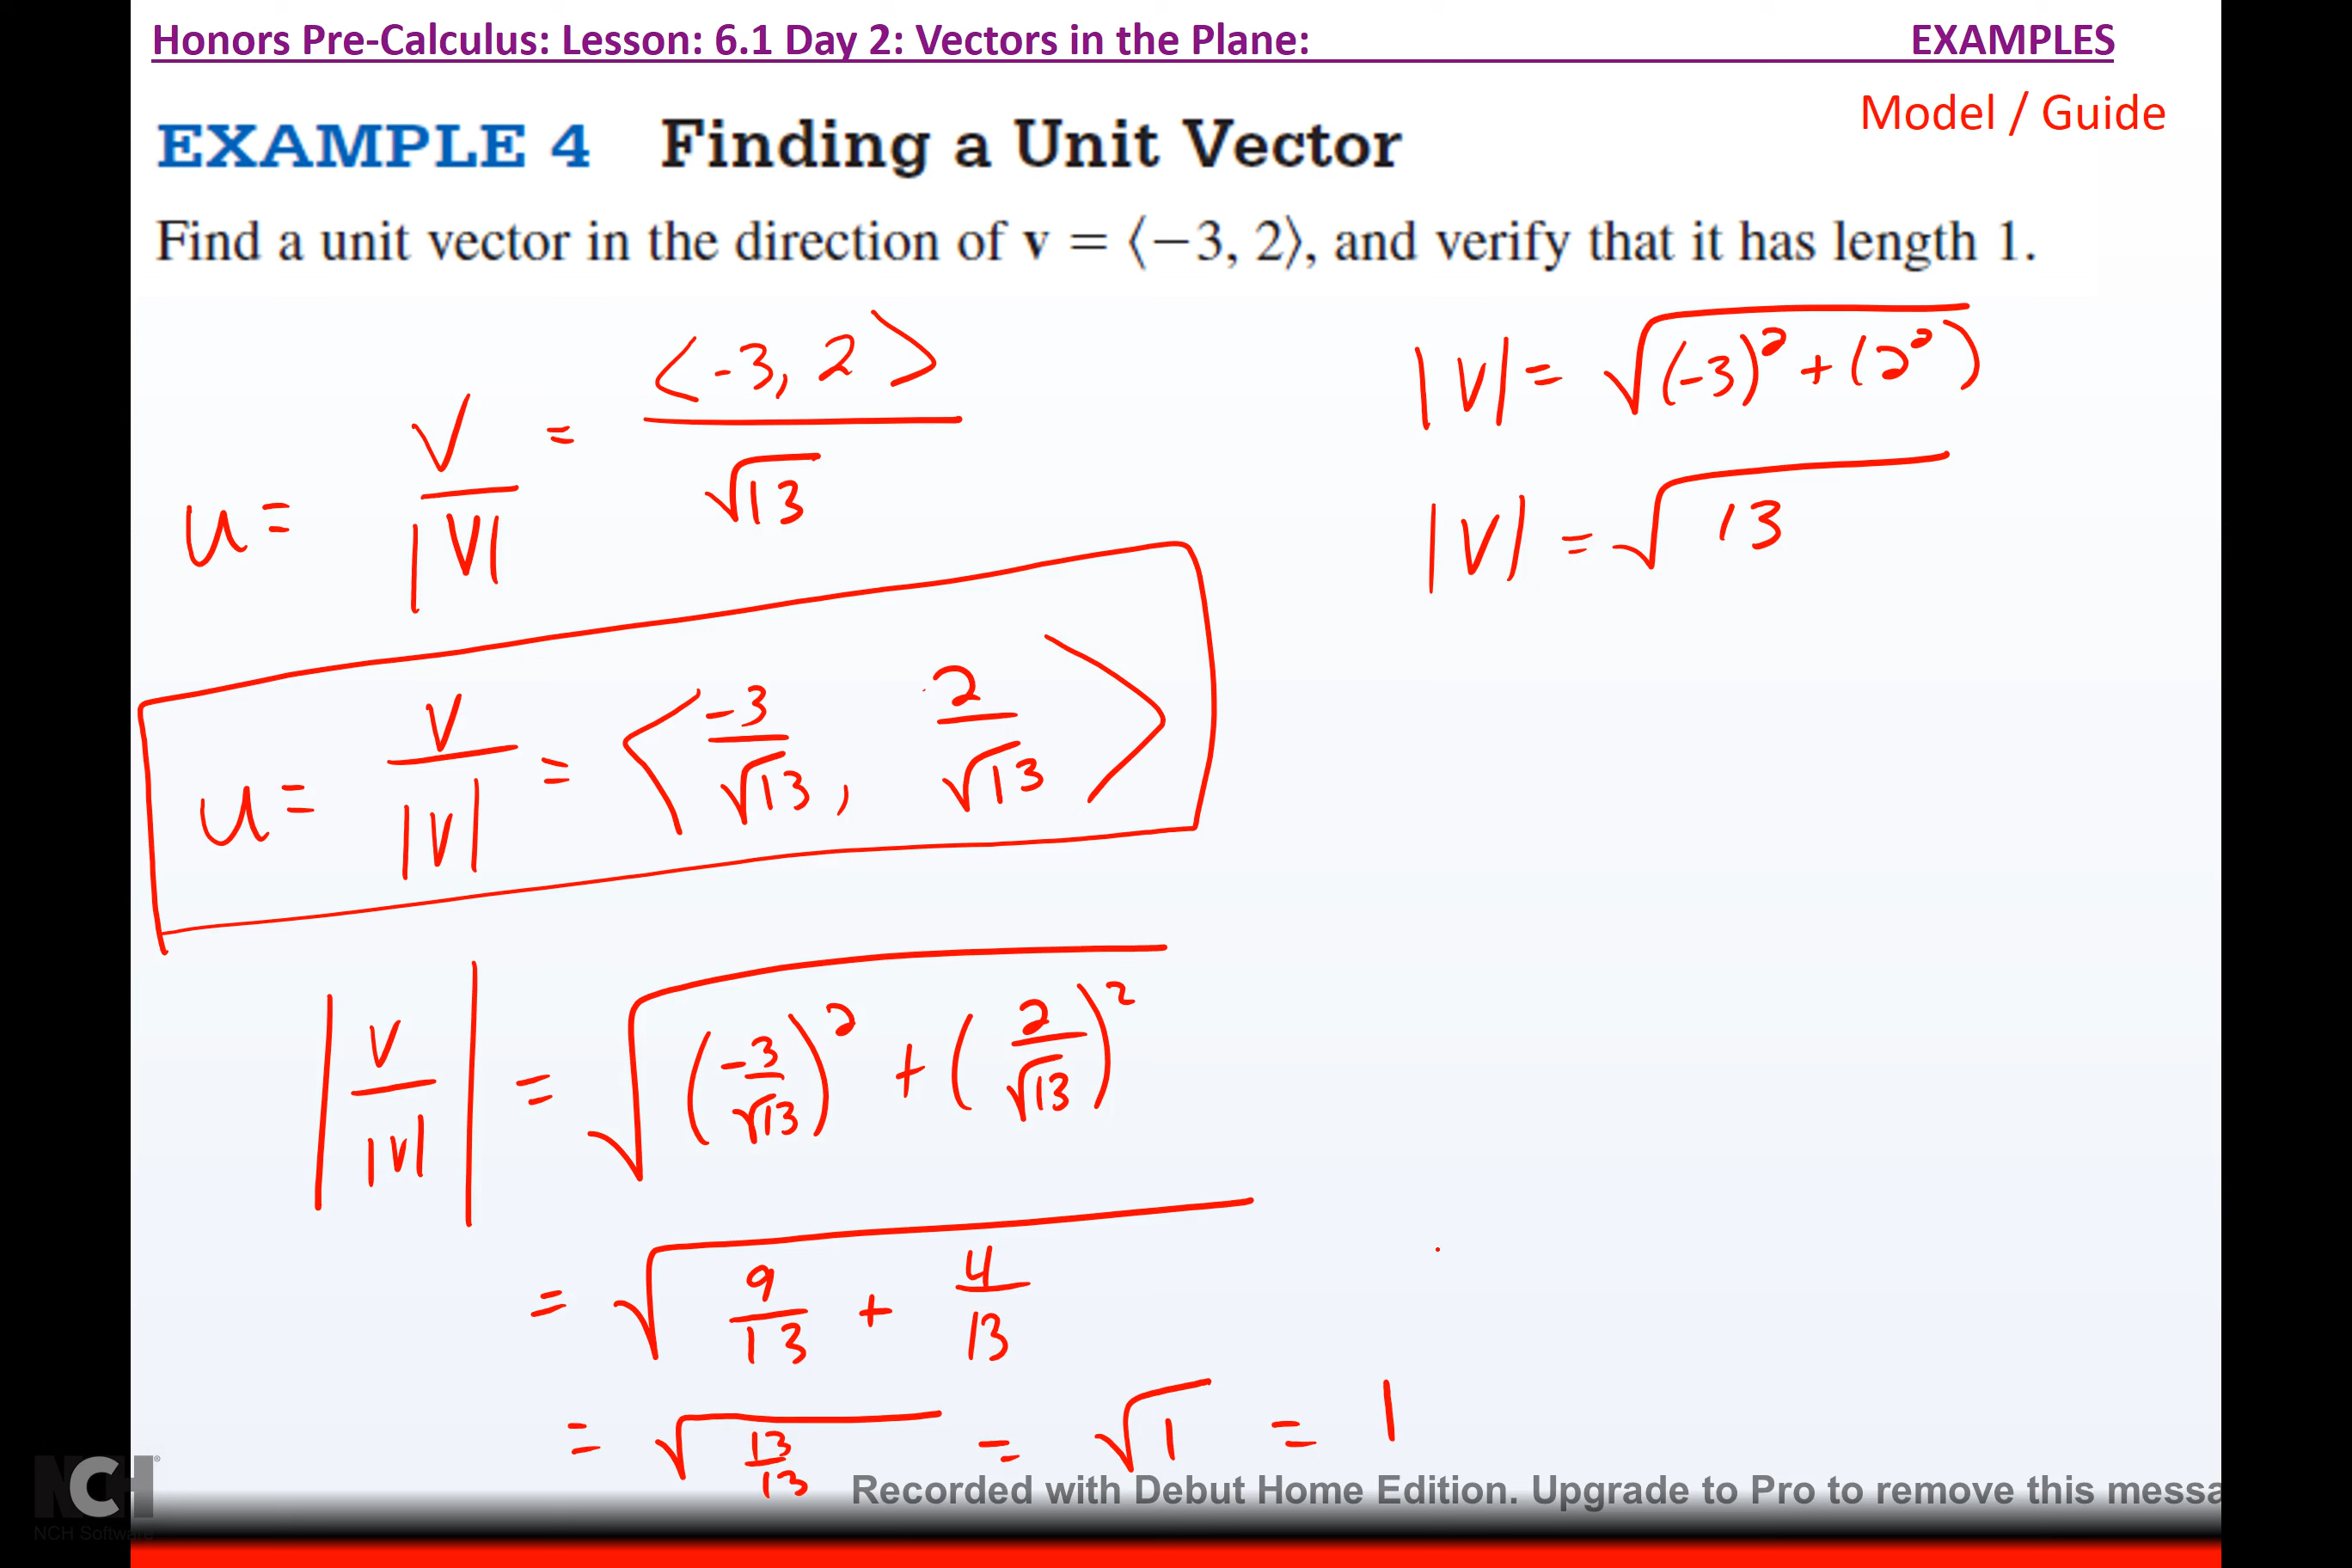 Honors Pre-Calculus: Lesson: 6.1 Day 2: Vectors in the Plane: EXAMPLES
Model / Guide
EXAMPLE 4 Finding a Unit Vector
Find a unit vector in the direction of v = ⟨−3, 2⟩, and verify that it has length 1.
u = v/|v| = <-3, 2>/√13
|v| = √((-3)² + (2²))
|v| = √13
u = v/|v| = <-3/√13, 2/√13>
|v/|v|| = √((-3/√13)² + (2/√13)²)
= √(9/13 + 4/13)
= √(13/13) = √1 = 1
Recorded with Debut Home Edition. Upgrade to Pro to remove this messa
NCH
NCH Software